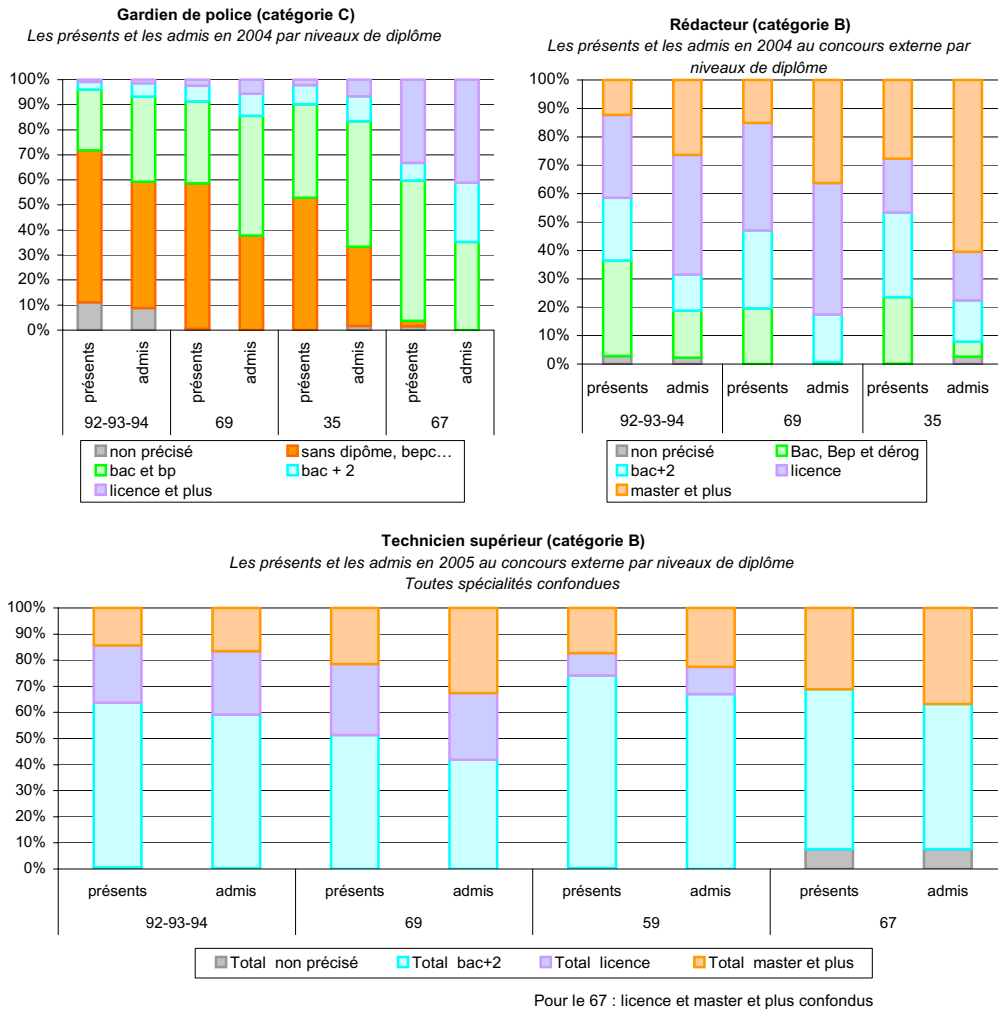 Gardien de police (catégorie C)
Les présents et les admis en 2004 par niveaux de diplôme
100%
90%
80%
70%
60%
50%
40%
30%
20%
10%
0%
présents
admis
présents
admis
présents
admis
présents
admis
92-93-94
69
35
67
non précisé
sans dipôme, bepc…
bac et bp
bac + 2
licence et plus
Rédacteur (catégorie B)
Les présents et les admis en 2004 au concours externe par
niveaux de diplôme
100%
90%
80%
70%
60%
50%
40%
30%
20%
10%
0%
présents admis présents admis présents admis
92-93-94 69 35
non précisé
Bac, Bep et dérog
bac+2
licence
master et plus
Technicien supérieur (catégorie B)
Les présents et les admis en 2005 au concours externe par niveaux de diplôme
Toutes spécialités confondues
100%
90%
80%
70%
60%
50%
40%
30%
20%
10%
0%
présents admis présents admis présents admis présents admis
92-93-94 69 59 67
Total non précisé Total bac+2 Total licence Total master et plus
Pour le 67 : licence et master et plus confondus